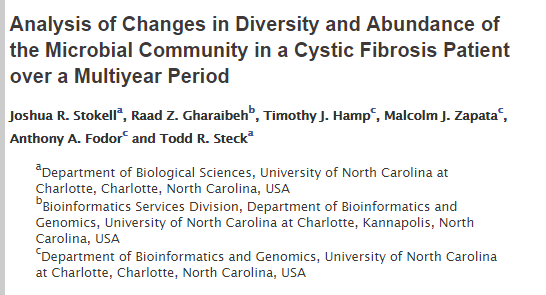 Analysis of Changes in Diversity and Abundance of
the Microbial Community in a Cystic Fibrosis Patient
over a Multiyear Period
Joshua R. Stokellᵃ, Raad Z. Gharaibehᵇ, Timothy J. Hampᶜ, Malcolm J. Zapataᶜ,
Anthony A. Fodorᶜ and Todd R. Steckᵃ
ᵃDepartment of Biological Sciences, University of North Carolina at
Charlotte, Charlotte, North Carolina, USA
ᵇBioinformatics Services Division, Department of Bioinformatics and
Genomics, University of North Carolina at Charlotte, Kannapolis, North
Carolina, USA
ᶜDepartment of Bioinformatics and Genomics, University of North Carolina
at Charlotte, Charlotte, North Carolina, USA